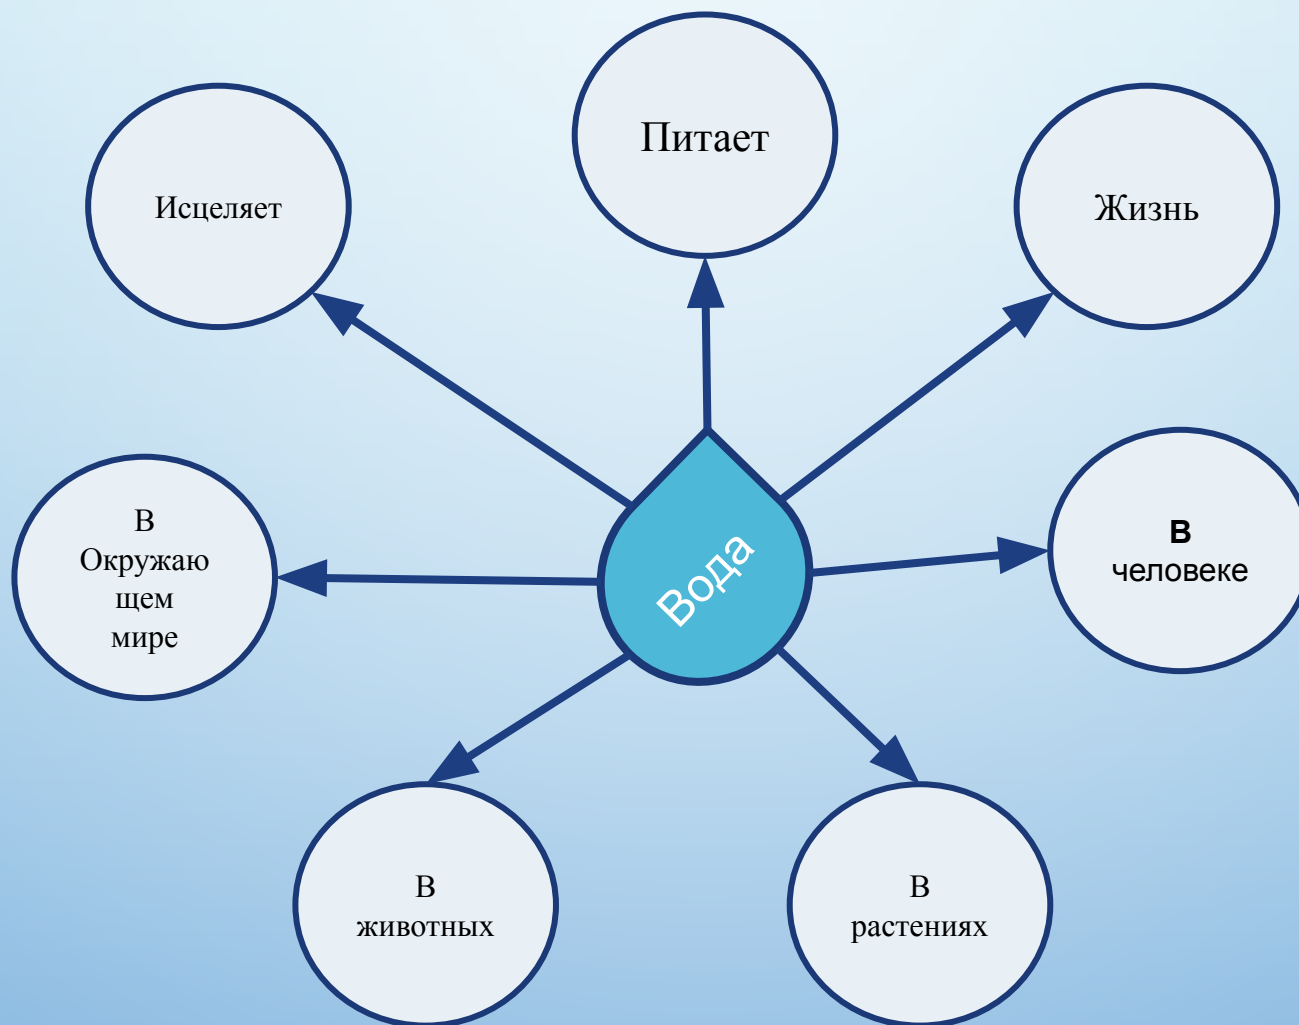 Питает
Исцеляет
Жизнь
В
Окружаю
щем
мире
Вода
В
человеке
В
животных
В
растениях